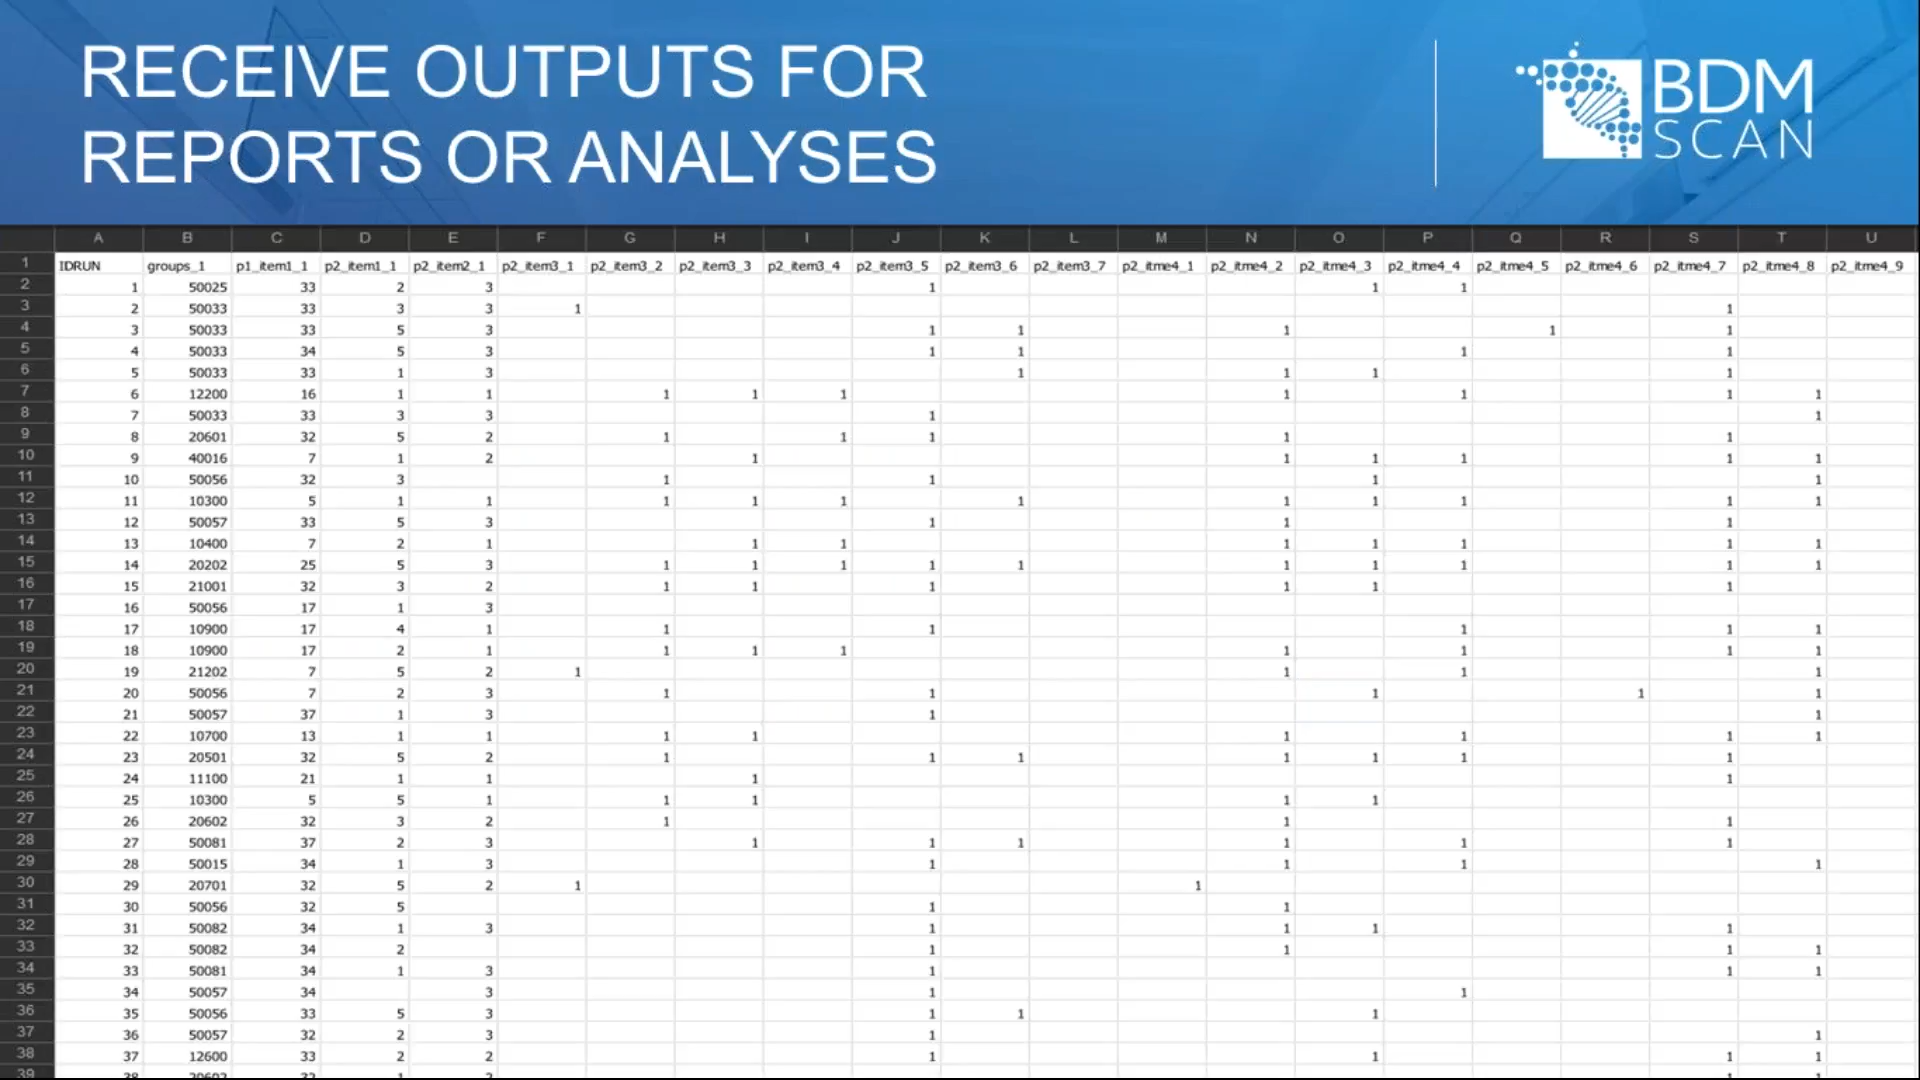 RECEIVE OUTPUTS FOR
REPORTS OR ANALYSES
BDM
SCAN
A B C D E F G H I J K L M N O P Q R S T U
1 IDRUN groups_1 p1_item1_1 p2_item1_1 p2_item2_1 p2_item3_1 p2_item3_2 p2_item3_3 p2_item3_4 p2_item3_5 p2_item3_6 p2_item3_7 p2_itme4_1 p2_itme4_2 p2_itme4_3 p2_itme4_4 p2_itme4_5 p2_itme4_6 p2_itme4_7 p2_itme4_8 p2_itme4_9
2 1 50025 33 2 3 1 1 1
3 2 50033 33 3 3 1 1
4 3 50033 33 5 3 1 1 1 1 1
5 4 50033 34 5 3 1 1 1 1
6 5 50033 33 1 3 1 1 1 1
7 6 12200 16 1 1 1 1 1 1 1 1 1
8 7 50033 33 3 3 1 1
9 8 20601 32 5 2 1 1 1 1 1
10 9 40016 7 1 2 1 1 1 1 1 1
11 10 50056 32 3 1 1 1 1
12 11 10300 5 1 1 1 1 1 1 1 1 1 1 1
13 12 50057 33 5 3 1 1 1
14 13 10400 7 2 1 1 1 1 1 1 1 1
15 14 20202 25 5 3 1 1 1 1 1 1 1 1 1 1
16 15 21001 32 3 2 1 1 1 1 1 1
17 16 50056 17 1 3
18 17 10900 17 4 1 1 1 1 1 1
19 18 10900 17 2 1 1 1 1 1 1 1 1
20 19 21202 7 5 2 1 1 1 1
21 20 50056 7 2 3 1 1 1 1 1
22 21 50057 37 1 3 1 1
23 22 10700 13 1 1 1 1 1 1 1 1
24 23 20501 32 5 2 1 1 1 1 1 1 1
25 24 11100 21 1 1 1 1
26 25 10300 5 5 1 1 1 1 1
27 26 20602 32 3 2 1 1 1
28 27 50081 37 2 3 1 1 1 1 1 1
29 28 50015 34 1 3 1 1 1 1
30 29 20701 32 5 2 1 1
31 30 50056 32 5 1 1
32 31 50082 34 1 3 1 1 1 1
33 32 50082 34 2 1 1 1 1
34 33 50081 34 1 3 1 1 1
35 34 50057 34 3 1 1
36 35 50056 33 5 3 1 1 1
37 36 50057 32 2 3 1 1
38 37 12600 33 2 2 1 1 1 1
39 38 20602 32 1 2 1 1